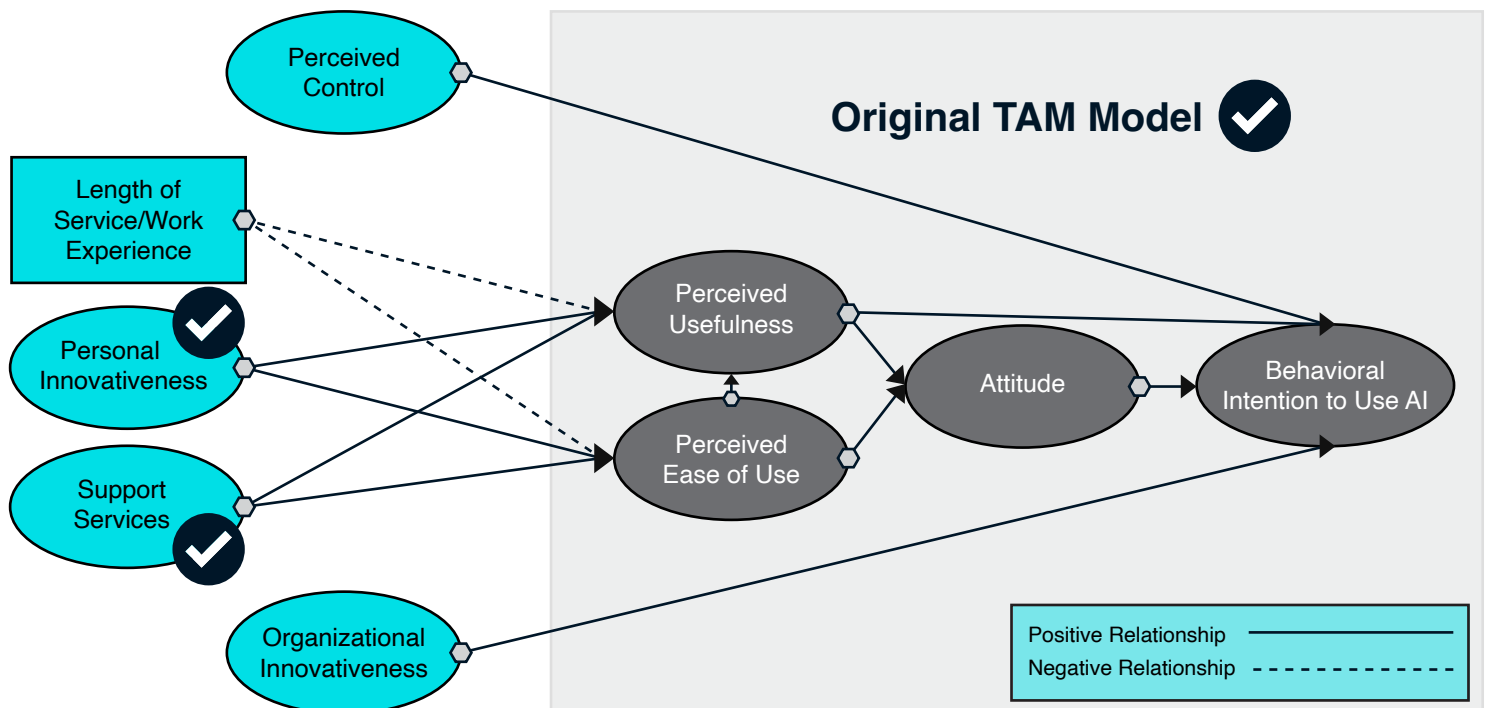 Perceived
Control
Original TAM Model
Length of
Service/Work
Experience
Personal
Innovativeness
Support
Services
Organizational
Innovativeness
Perceived
Usefulness
Perceived
Ease of Use
Attitude
Behavioral
Intention to Use AI
Positive Relationship
Negative Relationship